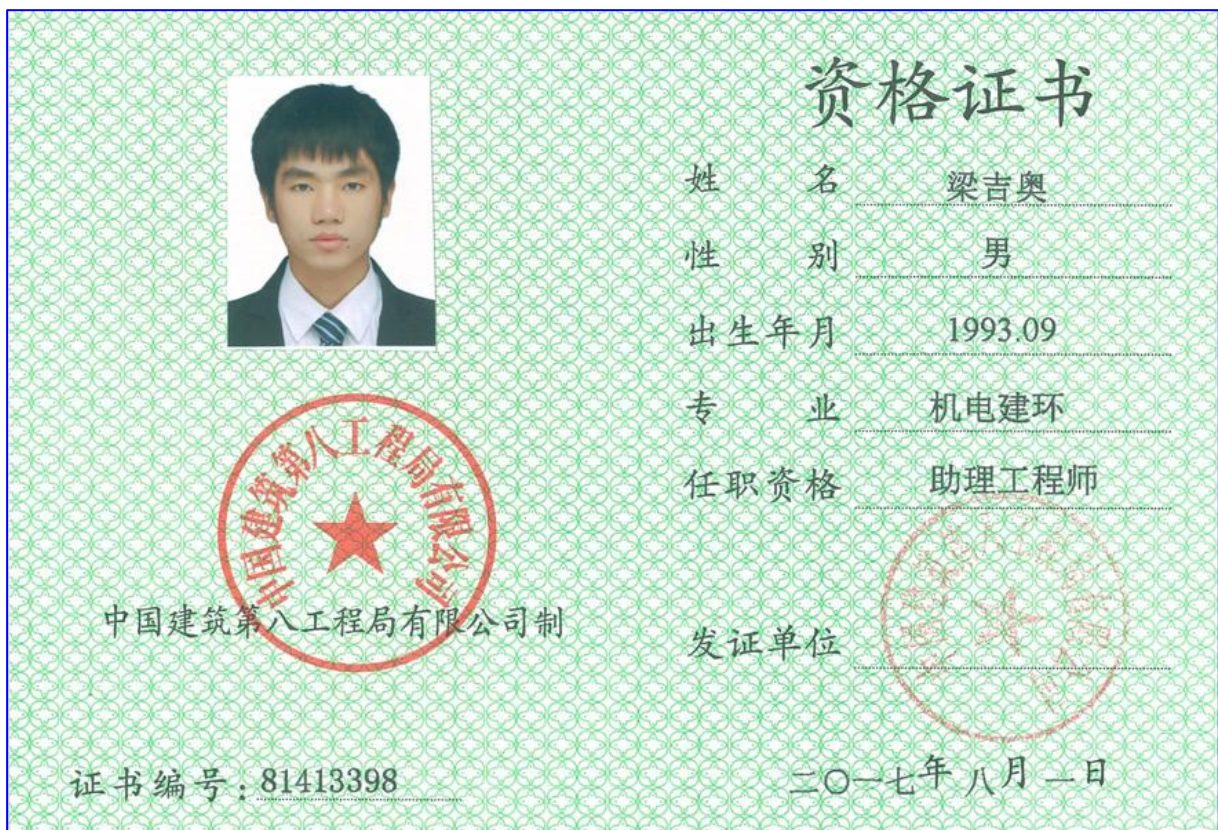 资格证书
姓名 梁吉奥
性别 男
出生年月 1993.09
专业 机电建环
任职资格 助理工程师
发证单位
二〇一七年八月一日
中国建筑第八工程局有限公司
中国建筑第八工程局有限公司制
证书编号:81413398